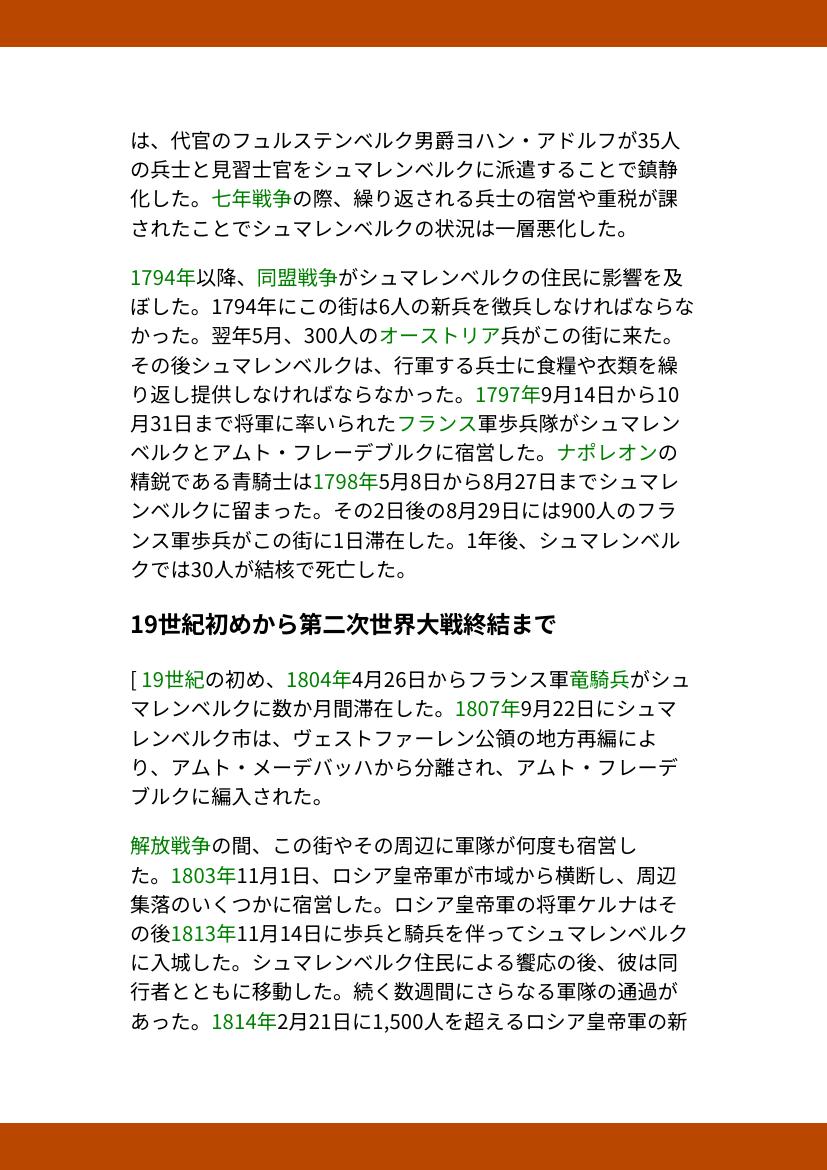 は、代官のフュルステンベルク男爵ヨハン・アドルフが35人
の兵士と見習士官をシュマレンベルクに派遣することで鎮静
化した。七年戦争の際、繰り返される兵士の宿営や重税が課
されたことでシュマレンベルクの状況は一層悪化した。
1794年以降、同盟戦争がシュマレンベルクの住民に影響を及
ぼした。1794年にこの街は6人の新兵を徴兵しなければならな
かった。翌年5月、300人のオーストリア兵がこの街に来た。
その後シュマレンベルクは、行軍する兵士に食糧や衣類を繰
り返し提供しなければならなかった。1797年9月14日から10
月31日まで将軍に率いられたフランス軍歩兵隊がシュマレン
ベルクとアムト・フレーデブルクに宿営した。ナポレオンの
精鋭である青騎士は1798年5月8日から8月27日までシュマレ
ンベルクに留まった。その2日後の8月29日には900人のフラ
ンス軍歩兵がこの街に1日滞在した。1年後、シュマレンベル
クでは30人が結核で死亡した。
19世紀初めから第二次世界大戦終結まで
[ 19世紀の初め、1804年4月26日からフランス軍竜騎兵がシュ
マレンベルクに数か月間滞在した。1807年9月22日にシュマ
レンベルク市は、ヴェストファーレン公領の地方再編によ
り、アムト・メーデバッハから分離され、アムト・フレーデ
ブルクに編入された。
解放戦争の間、この街やその周辺に軍隊が何度も宿営し
た。1803年11月1日、ロシア皇帝軍が市域から横断し、周辺
集落のいくつかに宿営した。ロシア皇帝軍の将軍ケルナはそ
の後1813年11月14日に歩兵と騎兵を伴ってシュマレンベルク
に入城した。シュマレンベルク住民による饗応の後、彼は同
行者とともに移動した。続く数週間にさらなる軍隊の通過が
あった。1814年2月21日に1,500人を超えるロシア皇帝軍の新